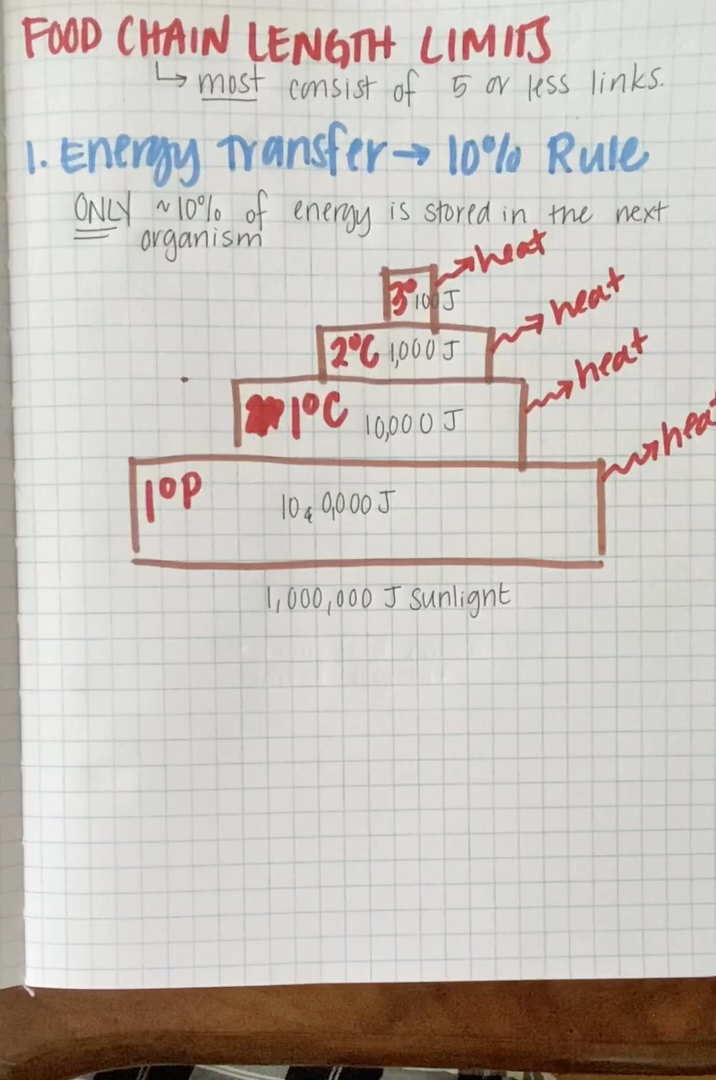 FOOD CHAIN LENGTH LIMITS
↳ most consist of 5 or less links.
1. Energy Transfer → 10% Rule
ONLY ~10% of energy is stored in the next
organism
heat
3° 100 J
heat
2°C 1,000 J
heat
1°C 10,000 J
heat
1°P 100,000 J
1,000,000 J sunlight